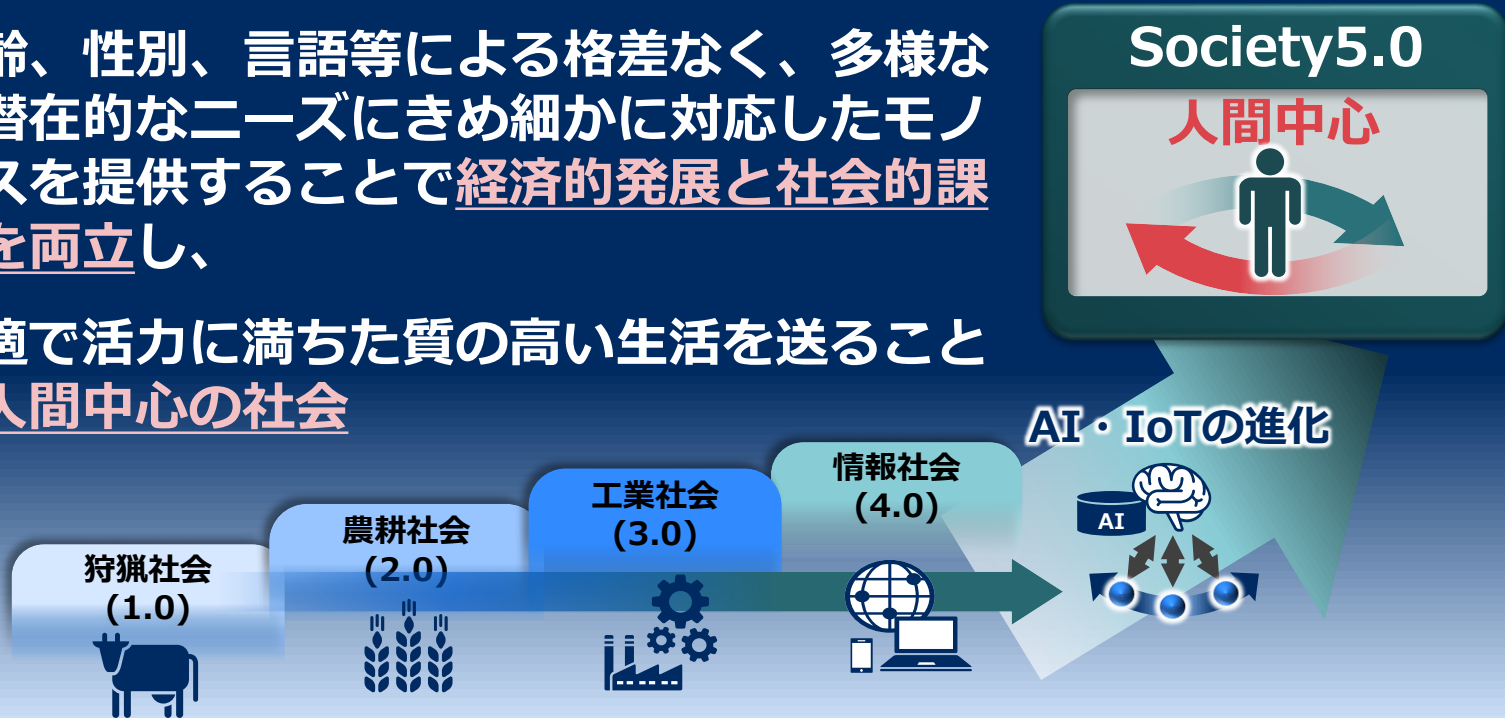 齢、性別、言語等による格差なく、多様な
潜在的なニーズにきめ細かに対応したモノ
スを提供することで経済的発展と社会的課
を両立し、
適で活力に満ちた質の高い生活を送ること
人間中心の社会
Society5.0
人間中心
AI・IoTの進化
AI
情報社会
(4.0)
工業社会
(3.0)
農耕社会
(2.0)
狩猟社会
(1.0)